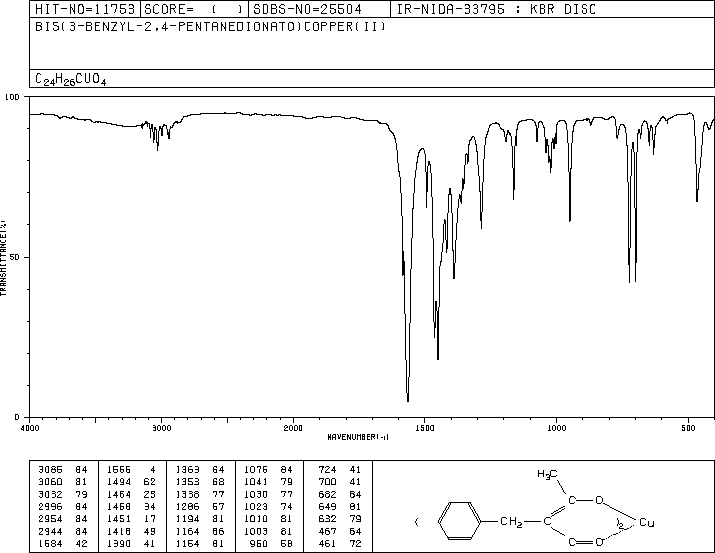 HIT-NO=11753 SCORE= ( ) SDBS-NO=25504 IR-NIDA-33795 : KBR DISC
BIS(3-BENZYL-2,4-PENTANEDIONATO)COPPER(II)
C24H26CUO4
100
50
0
TRANSMITTANCE(%)
4000 3000 2000 1500 1000 500
WAVENUMBER(-1)
3085 84 1566 4 1363 64 1075 84 724 41
3060 81 1494 62 1353 68 1041 79 700 41
3032 79 1464 25 1338 77 1030 77 682 84
2996 84 1458 34 1286 57 1023 74 649 81
2954 84 1451 17 1194 81 1010 81 632 79
2944 84 1418 49 1164 86 1003 81 467 64
1584 42 1390 41 1154 81 950 58 461 72
H3C
C O
( CH2 C )2 Cu
C O